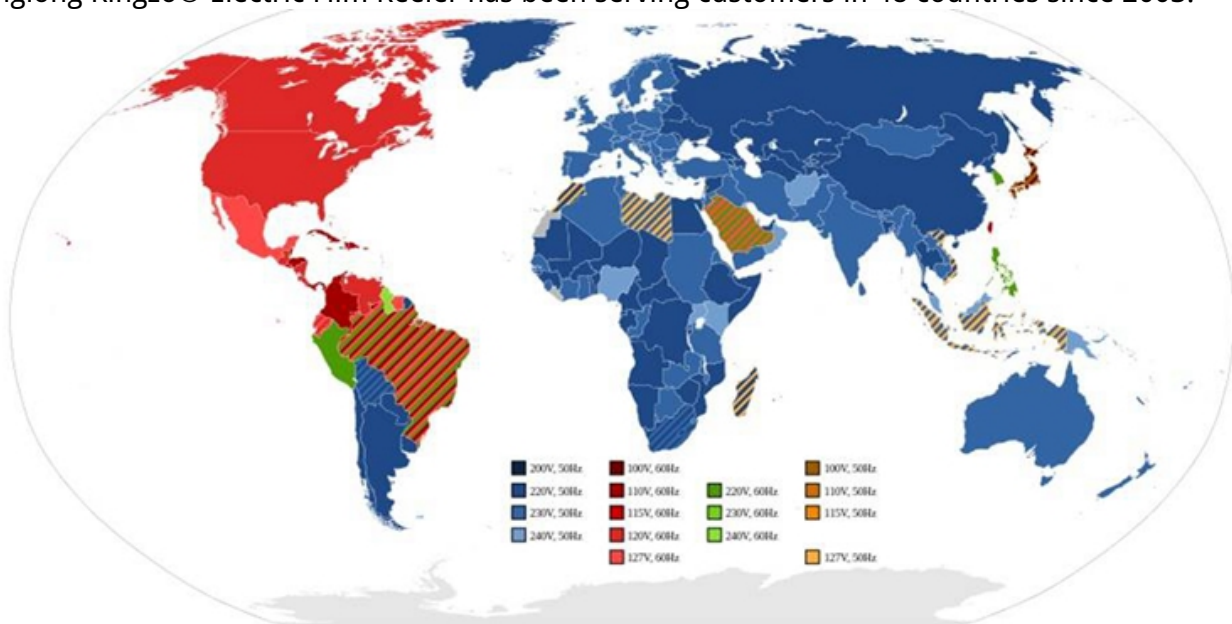 Electric Film Reeler has been serving customers in countries since
200V, 50Hz 100V, 60Hz 100V, 50Hz
220V, 50Hz 110V, 60Hz 220V, 60Hz 110V, 50Hz
230V, 50Hz 115V, 60Hz 230V, 60Hz 115V, 50Hz
240V, 50Hz 120V, 60Hz 240V, 60Hz
127V, 60Hz 127V, 50Hz